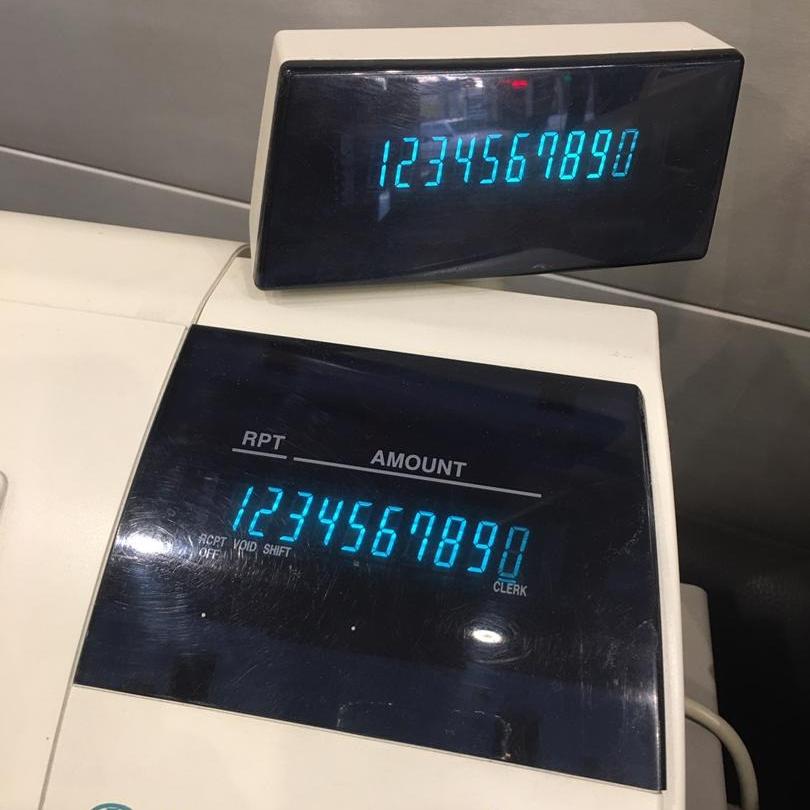 1234567890
RPT AMOUNT
1234567890
RCPT VOID SHIFT
OFF
CLERK